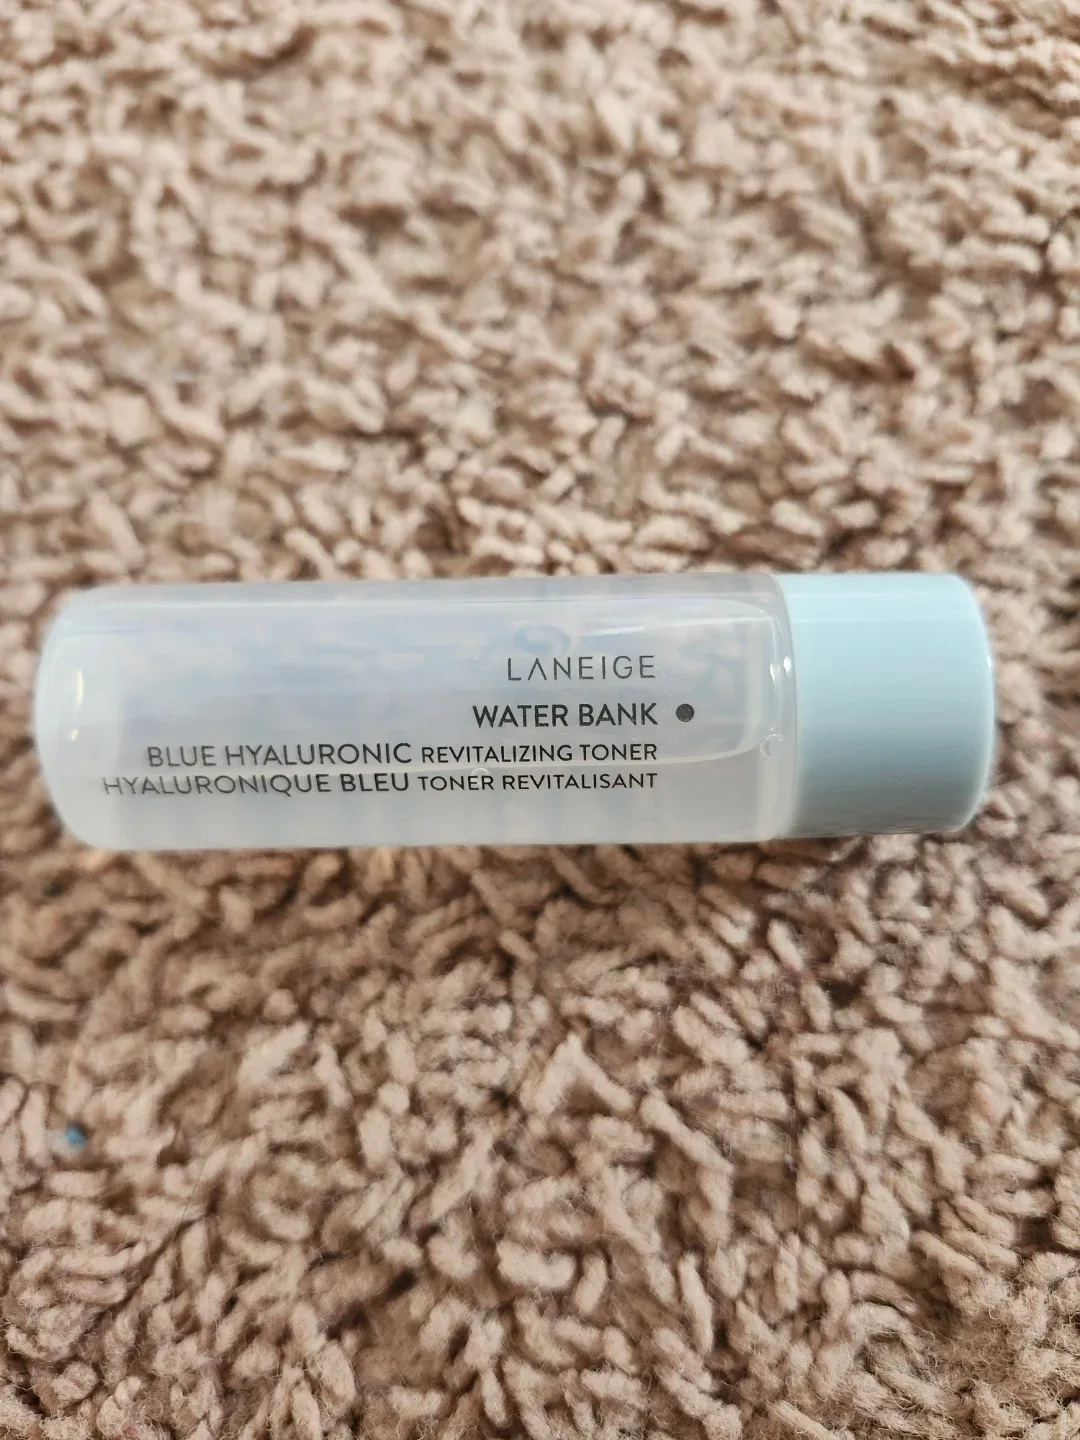 LANEIGE
WATER BANK
BLUE HYALURONIC REVITALIZING TONER
HYALURONIQUE BLEU TONER REVITALISANT